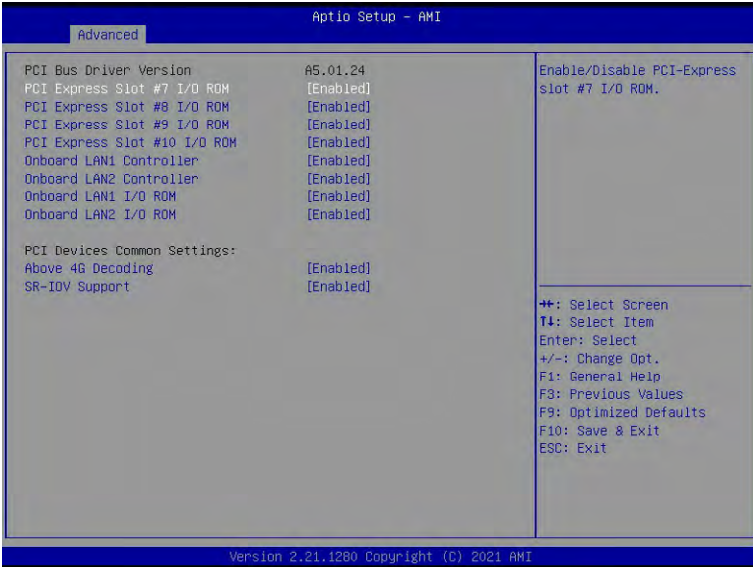 Aptio Setup – AMI
Advanced
PCI Bus Driver Version A5.01.24
PCI Express Slot #7 I/O ROM [Enabled]
PCI Express Slot #8 I/O ROM [Enabled]
PCI Express Slot #9 I/O ROM [Enabled]
PCI Express Slot #10 I/O ROM [Enabled]
Onboard LAN1 Controller [Enabled]
Onboard LAN2 Controller [Enabled]
Onboard LAN1 I/O ROM [Enabled]
Onboard LAN2 I/O ROM [Enabled]
PCI Devices Common Settings:
Above 4G Decoding [Enabled]
SR-IOV Support [Enabled]
Enable/Disable PCI-Express
slot #7 I/O ROM.
→←: Select Screen
↑↓: Select Item
Enter: Select
+/-: Change Opt.
F1: General Help
F3: Previous Values
F9: Optimized Defaults
F10: Save & Exit
ESC: Exit
Version 2.21.1280 Copyright (C) 2021 AMI